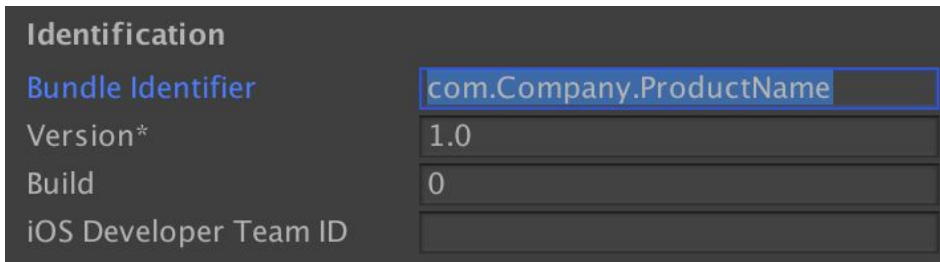 Identification
Bundle Identifier com.Company.ProductName
Version* 1.0
Build 0
iOS Developer Team ID